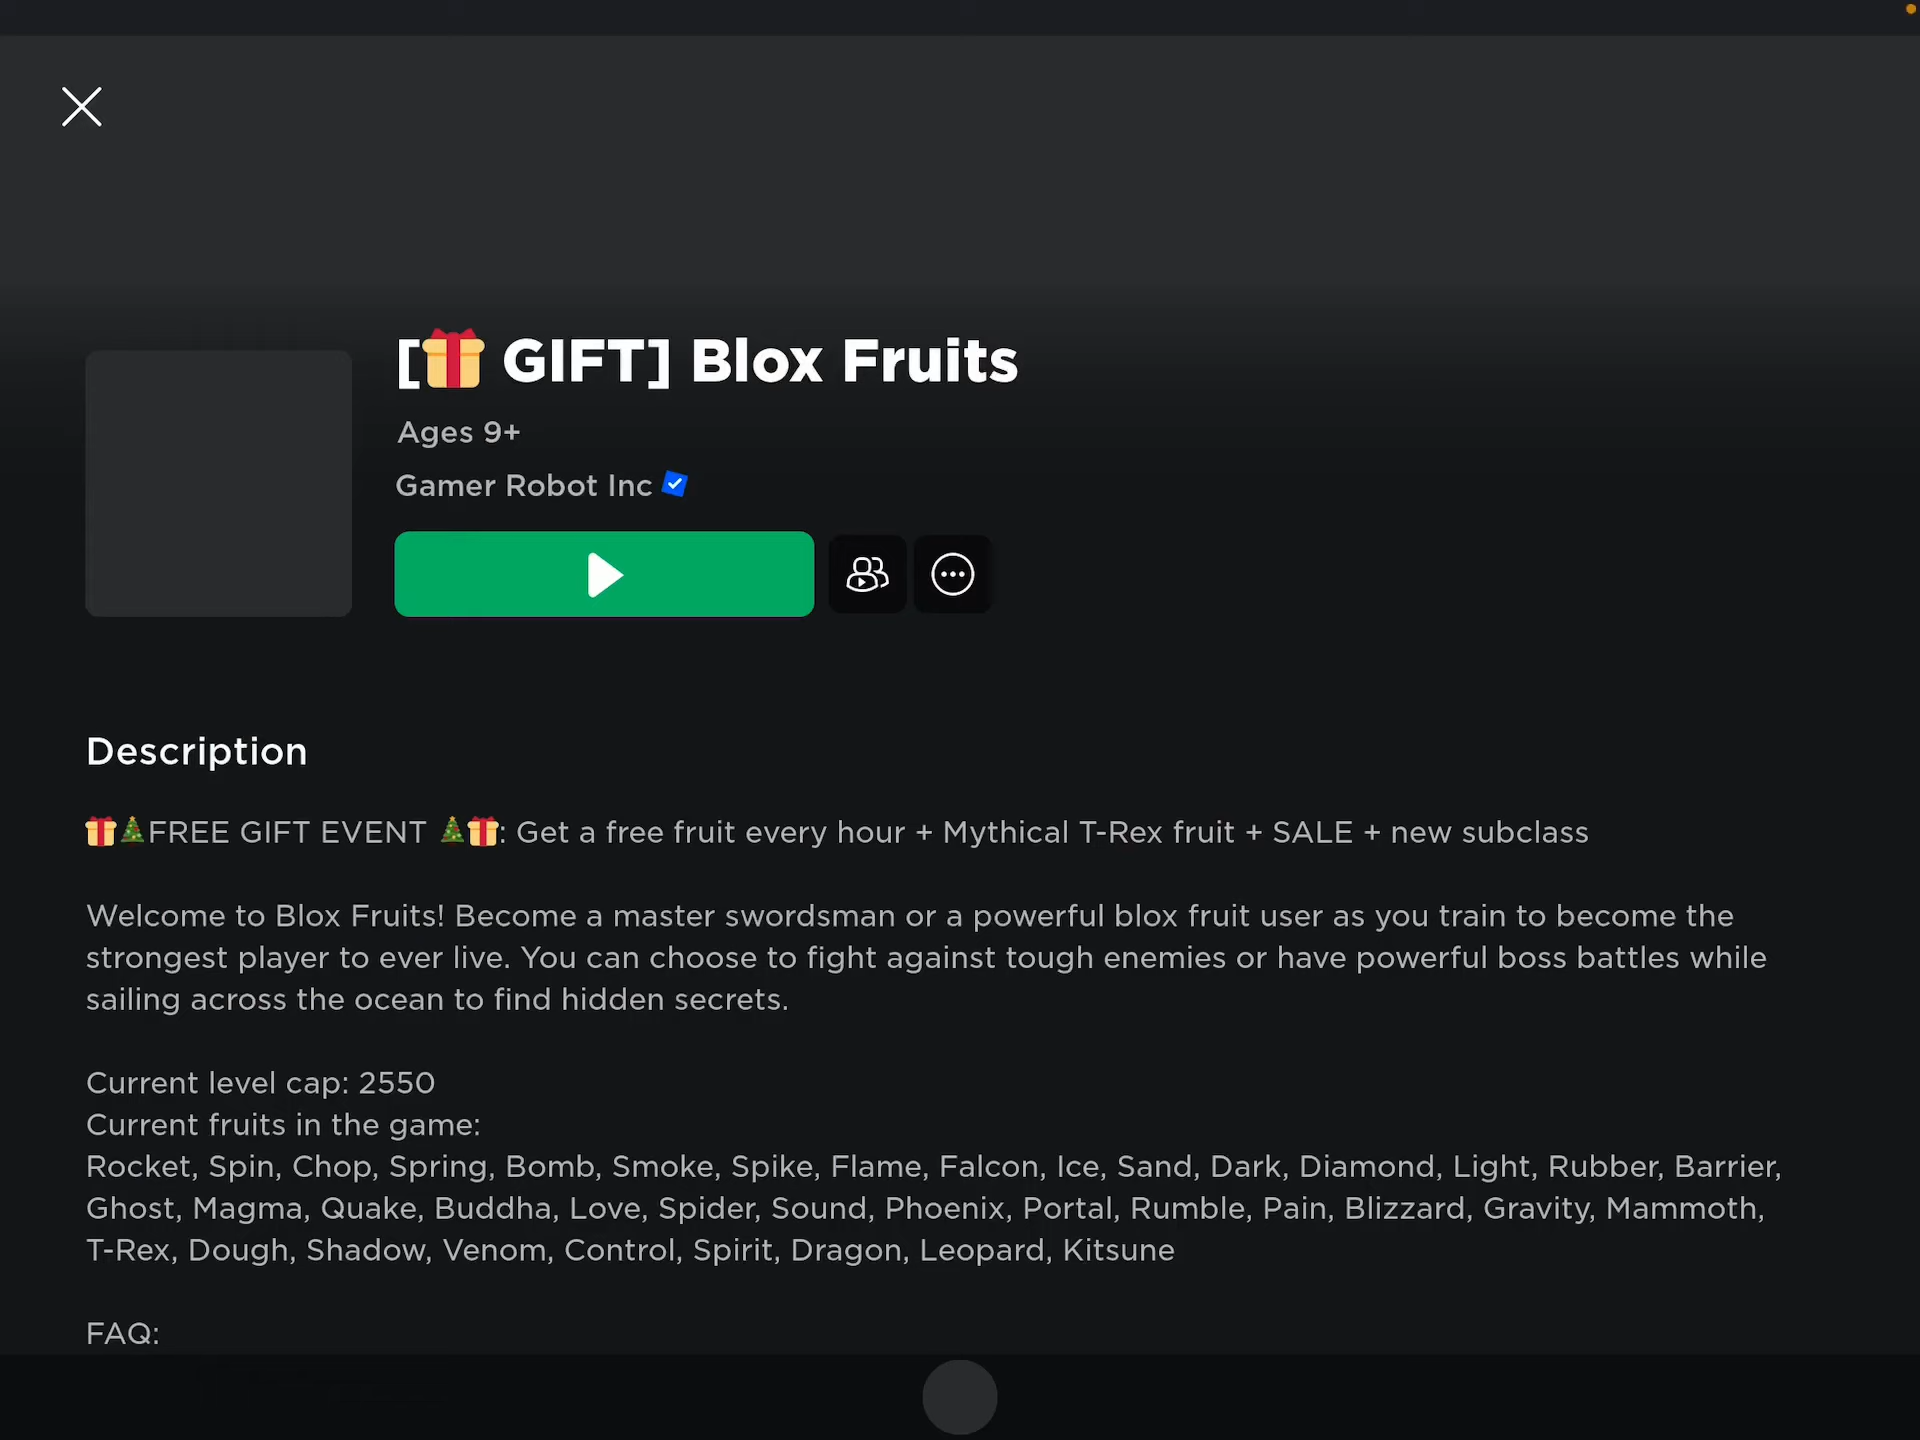 [🎁 GIFT] Blox Fruits
Ages 9+
Gamer Robot Inc
Description
🎁🎄FREE GIFT EVENT 🎄🎁: Get a free fruit every hour + Mythical T-Rex fruit + SALE + new subclass
Welcome to Blox Fruits! Become a master swordsman or a powerful blox fruit user as you train to become the
strongest player to ever live. You can choose to fight against tough enemies or have powerful boss battles while
sailing across the ocean to find hidden secrets.
Current level cap: 2550
Current fruits in the game:
Rocket, Spin, Chop, Spring, Bomb, Smoke, Spike, Flame, Falcon, Ice, Sand, Dark, Diamond, Light, Rubber, Barrier,
Ghost, Magma, Quake, Buddha, Love, Spider, Sound, Phoenix, Portal, Rumble, Pain, Blizzard, Gravity, Mammoth,
T-Rex, Dough, Shadow, Venom, Control, Spirit, Dragon, Leopard, Kitsune
FAQ: